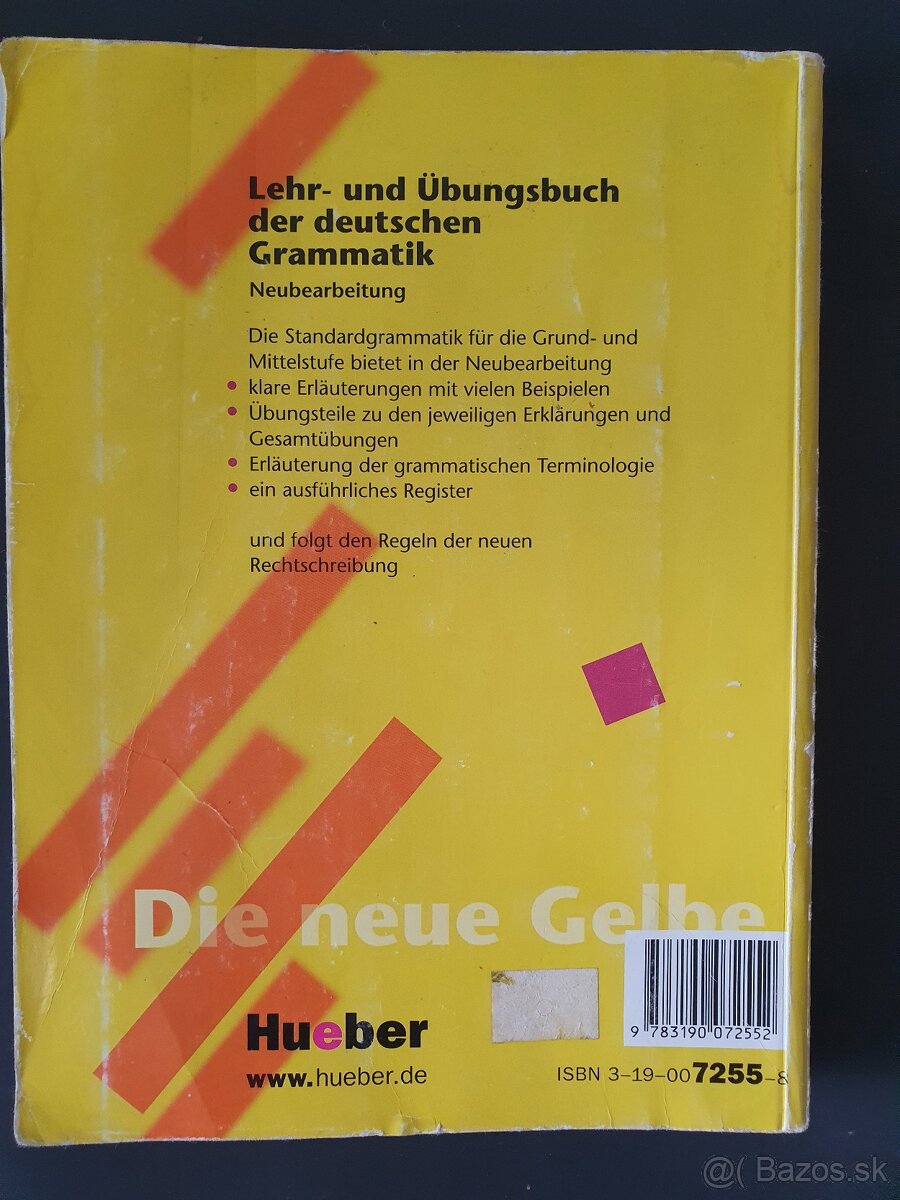 Lehr- und Übungsbuch
der deutschen
Grammatik
Neubearbeitung
Die Standardgrammatik für die Grund- und
Mittelstufe bietet in der Neubearbeitung
• klare Erläuterungen mit vielen Beispielen
• Übungsteile zu den jeweiligen Erklärungen und
Gesamtübungen
• Erläuterung der grammatischen Terminologie
• ein ausführliches Register
und folgt den Regeln der neuen
Rechtschreibung
Die neue Gelbe
9 783190 072552
Hueber
www.hueber.de
ISBN 3–19–007255–8
@( Bazos.sk